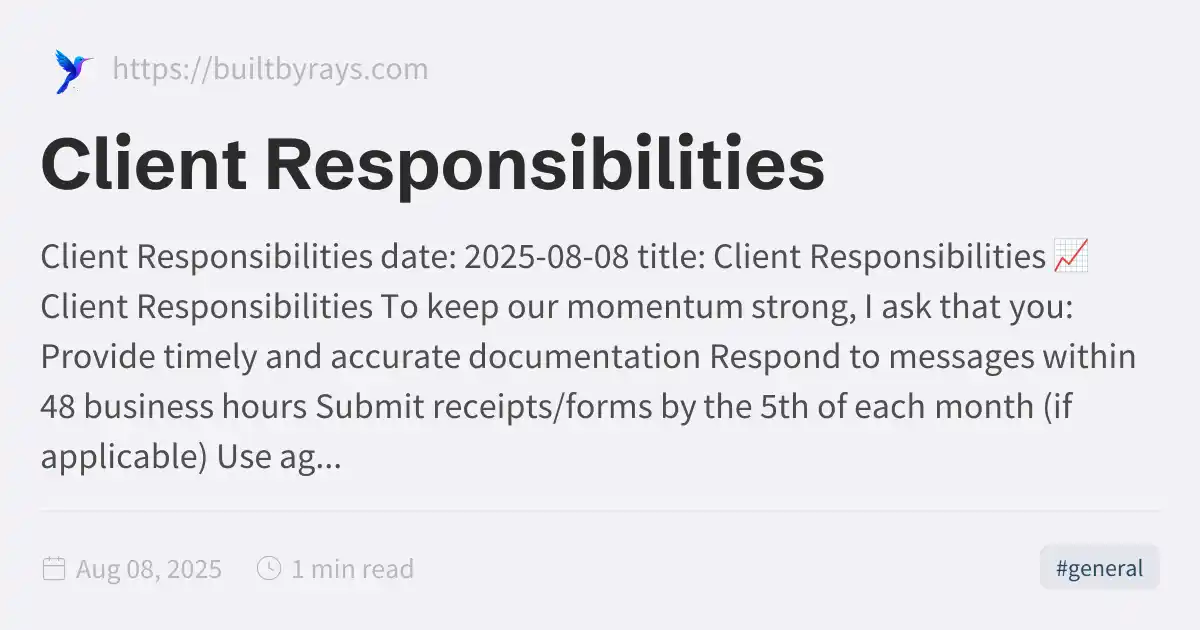 https://builtbyrays.com
Client Responsibilities
Client Responsibilities date: 2025-08-08 title: Client Responsibilities 📈
Client Responsibilities To keep our momentum strong, I ask that you:
Provide timely and accurate documentation Respond to messages within
48 business hours Submit receipts/forms by the 5th of each month (if
applicable) Use ag...
Aug 08, 2025
1 min read
#general